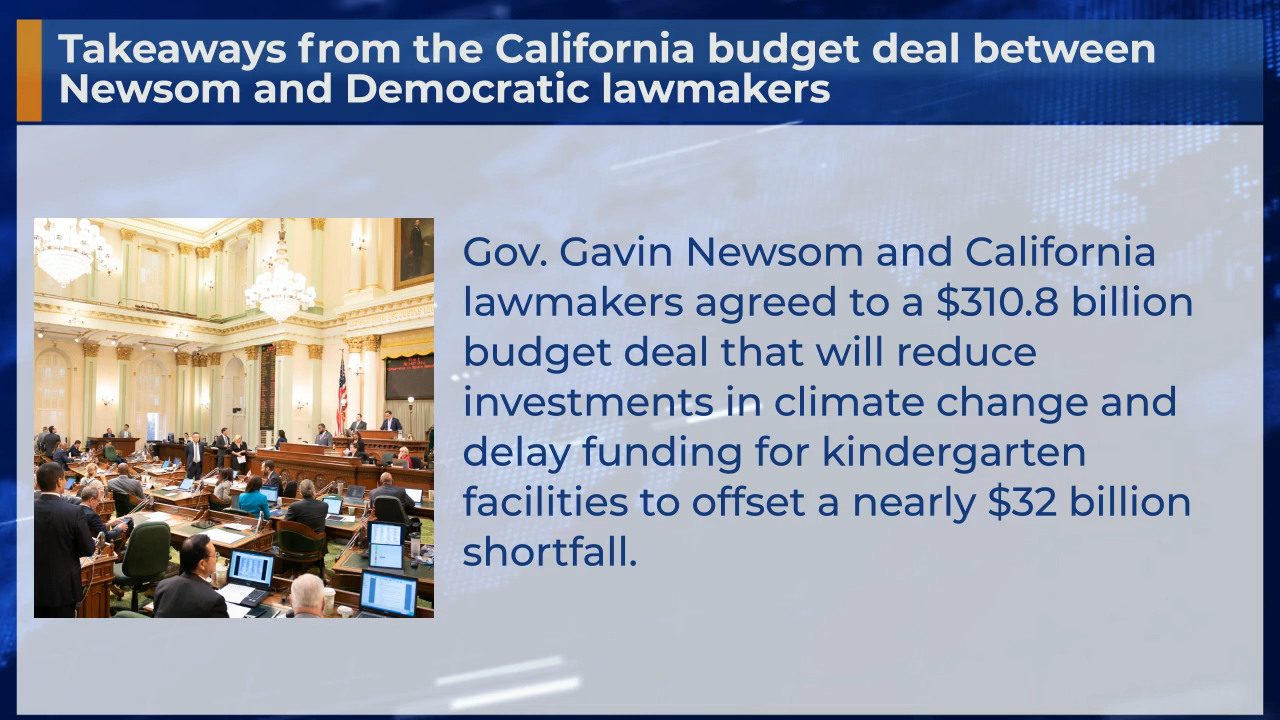 Takeaways from the California budget deal between
Newsom and Democratic lawmakers
Gov. Gavin Newsom and California
lawmakers agreed to a $310.8 billion
budget deal that will reduce
investments in climate change and
delay funding for kindergarten
facilities to offset a nearly $32 billion
shortfall.